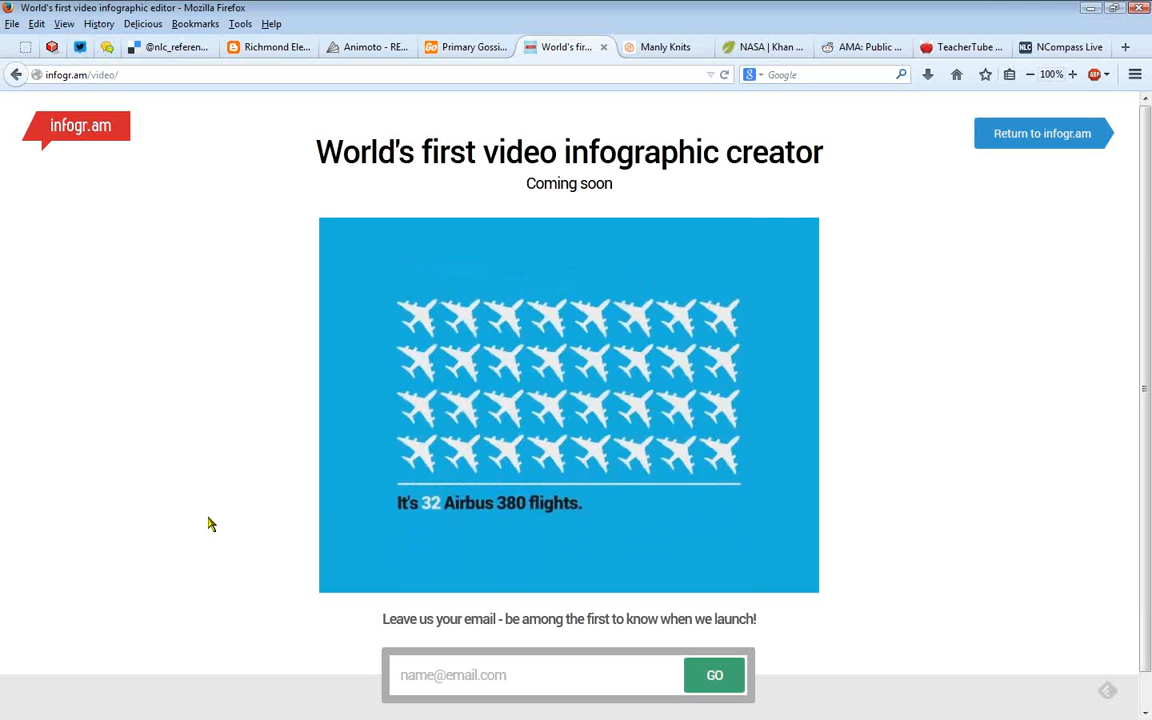 World's first video infographic editor - Mozilla Firefox
File Edit View History Delicious Bookmarks Tools Help
@nlc_referen... Richmond Ele... Animoto - RE... Primary Gossi... World's fir... Manly Knits NASA | Khan ... AMA: Public ... TeacherTube ... NCompass Live
infogr.am/video/ Google 100% ABP
infogr.am
Return to infogr.am
World's first video infographic creator
Coming soon
It's 32 Airbus 380 flights.
Leave us your email - be among the first to know when we launch!
name@email.com GO